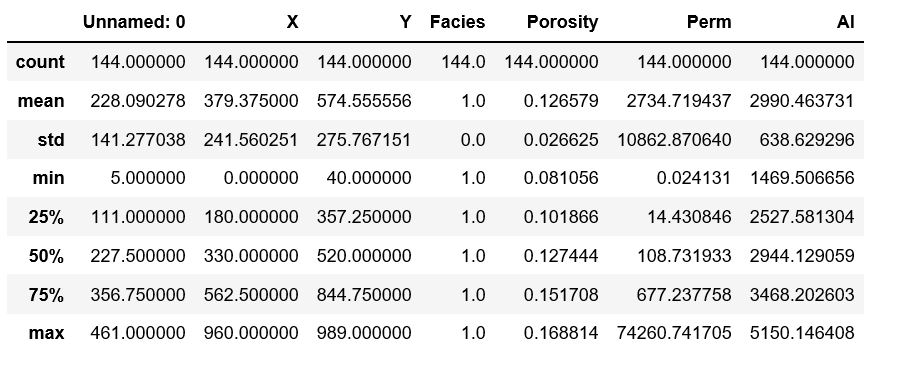 Unnamed: 0 X Y Facies Porosity Perm AI
count 144.000000 144.000000 144.000000 144.0 144.000000 144.000000 144.000000
mean 228.090278 379.375000 574.555556 1.0 0.126579 2734.719437 2990.463731
std 141.277038 241.560251 275.767151 0.0 0.026625 10862.870640 638.629296
min 5.000000 0.000000 40.000000 1.0 0.081056 0.024131 1469.506656
25% 111.000000 180.000000 357.250000 1.0 0.101866 14.430846 2527.581304
50% 227.500000 330.000000 520.000000 1.0 0.127444 108.731933 2944.129059
75% 356.750000 562.500000 844.750000 1.0 0.151708 677.237758 3468.202603
max 461.000000 960.000000 989.000000 1.0 0.168814 74260.741705 5150.146408